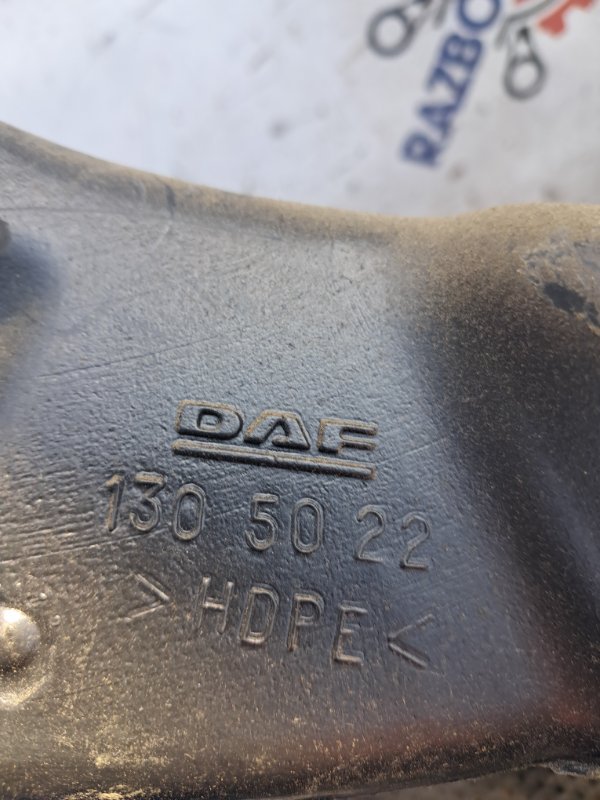 RAZBO
DAF
130 50 22
>HDPE<